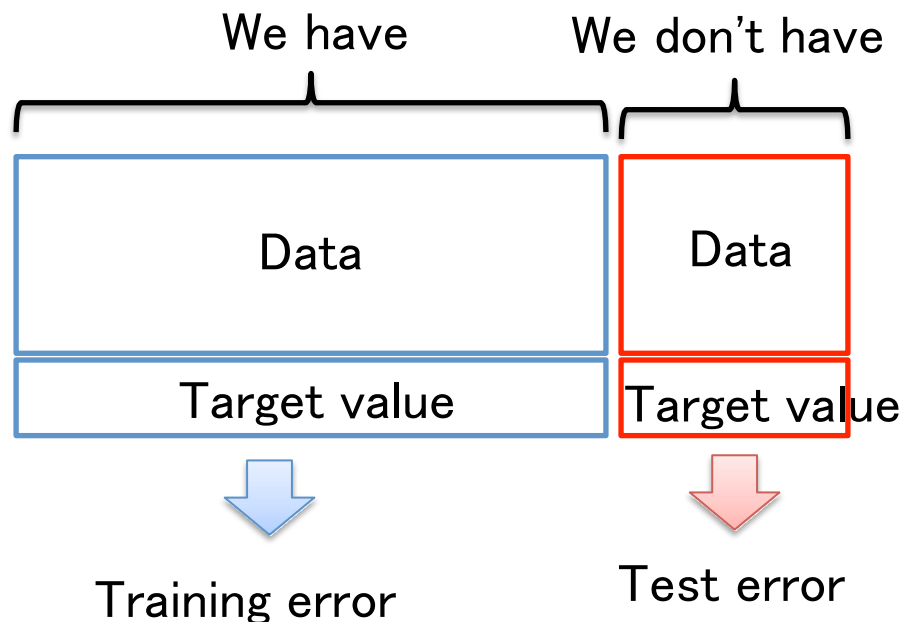 We have
We don't have
Data
Data
Target value
Target value
Training error
Test error